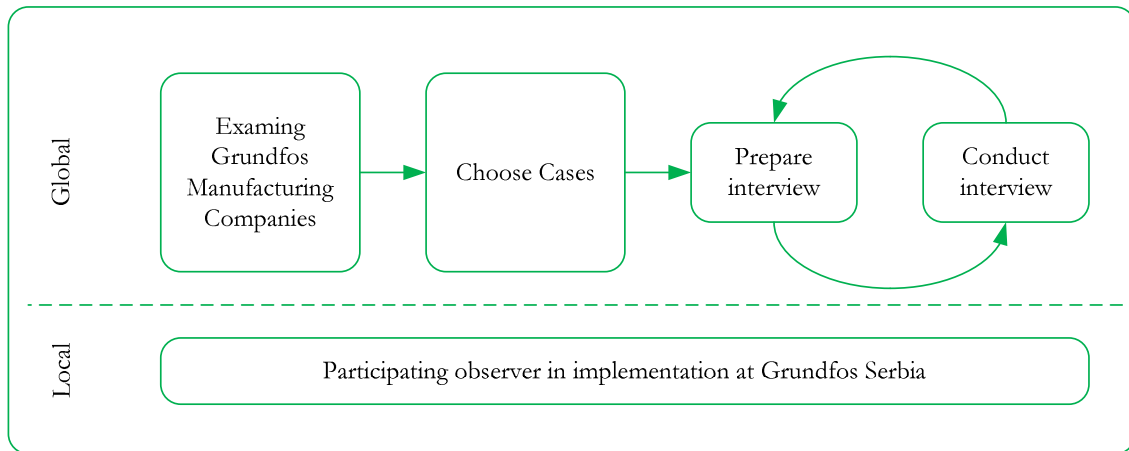 Global
Examing
Grundfos
Manufacturing
Companies
Choose Cases
Prepare
interview
Conduct
interview
Local
Participating observer in implementation at Grundfos Serbia